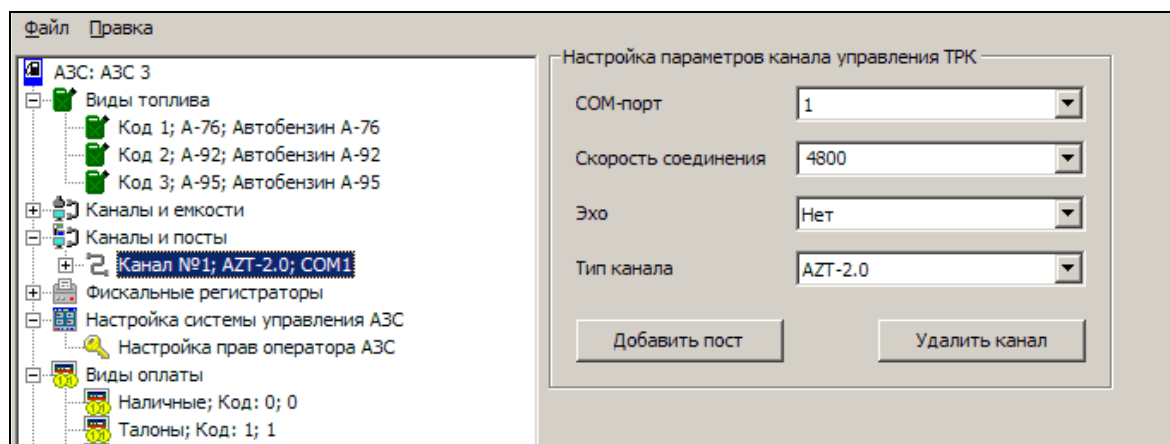 Файл Правка
АЗС: АЗС 3
Виды топлива
Код 1; А-76; Автобензин А-76
Код 2; А-92; Автобензин А-92
Код 3; А-95; Автобензин А-95
Каналы и емкости
Каналы и посты
Канал №1; AZT-2.0; COM1
Фискальные регистраторы
Настройка системы управления АЗС
Настройка прав оператора АЗС
Виды оплаты
Наличные; Код: 0; 0
Талоны; Код: 1; 1
Настройка параметров канала управления ТРК
COM-порт 1
Скорость соединения 4800
Эхо Нет
Тип канала AZT-2.0
Добавить пост Удалить канал